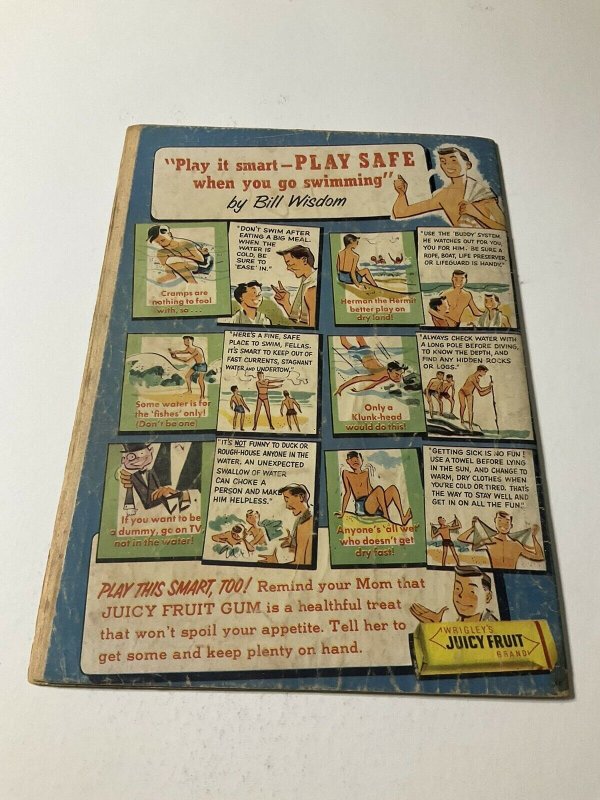 "Play it smart—PLAY SAFE
when you go swimming"
by Bill Wisdom
Cramps are
nothing to fool
with, so . . .
"DON'T SWIM AFTER
EATING A BIG MEAL.
WHEN THE
WATER IS
COLD, BE
SURE TO
'EASE' IN."
Herman the Hermit
better play on
dry land!
"USE THE 'BUDDY' SYSTEM.
HE WATCHES OUT FOR YOU,
YOU FOR HIM. BE SURE A
ROPE, BOAT, LIFE PRESERVER,
OR LIFEGUARD IS HANDY."
Some water is for
the 'fishes' only!
(Don't be one)
"HERE'S A FINE, SAFE
PLACE TO SWIM, FELLAS.
IT'S SMART TO KEEP OUT OF
FAST CURRENTS, STAGNANT
WATER AND UNDERTOW."
Only a
Klunk-head
would do this!
"ALWAYS CHECK WATER WITH
A LONG POLE BEFORE DIVING,
TO KNOW THE DEPTH, AND
FIND ANY HIDDEN ROCKS
OR LOGS."
If you want to be
a dummy, go on TV,
not in the water!
"IT'S NOT FUNNY TO DUCK OR
ROUGH-HOUSE ANYONE IN THE
WATER, AN UNEXPECTED
SWALLOW OF WATER
CAN CHOKE A
PERSON AND MAKE
HIM HELPLESS."
Anyone's 'all wet'
who doesn't get
dry fast!
"GETTING SICK IS NO FUN!
USE A TOWEL BEFORE LYING
IN THE SUN, AND CHANGE TO
WARM, DRY CLOTHES WHEN
YOU'RE COLD OR TIRED. THAT'S
THE WAY TO STAY WELL AND
GET IN ON ALL THE FUN."
PLAY THIS SMART, TOO! Remind your Mom that
JUICY FRUIT GUM is a healthful treat
that won't spoil your appetite. Tell her to
get some and keep plenty on hand.
WRIGLEY'S
JUICY FRUIT
BRAND